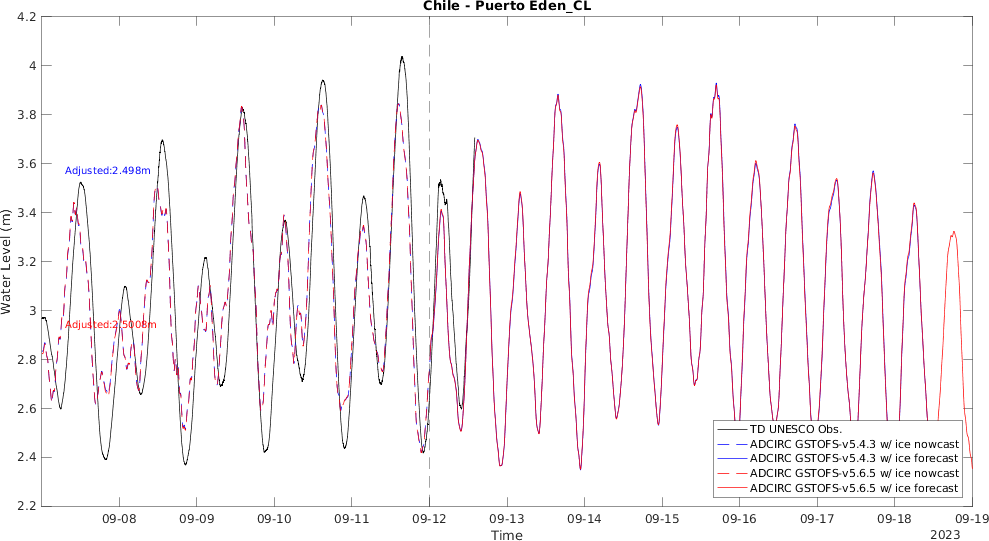 Chile - Puerto Eden_CL
4.2
4
3.8
3.6
3.4
3.2
3
2.8
2.6
2.4
2.2
Water Level (m)
Adjusted:2.498m
Adjusted:2.5008m
TD UNESCO Obs.
ADCIRC GSTOFS-v5.4.3 w/ ice nowcast
ADCIRC GSTOFS-v5.4.3 w/ ice forecast
ADCIRC GSTOFS-v5.6.5 w/ ice nowcast
ADCIRC GSTOFS-v5.6.5 w/ ice forecast
09-08 09-09 09-10 09-11 09-12 09-13 09-14 09-15 09-16 09-17 09-18 09-19
Time
2023